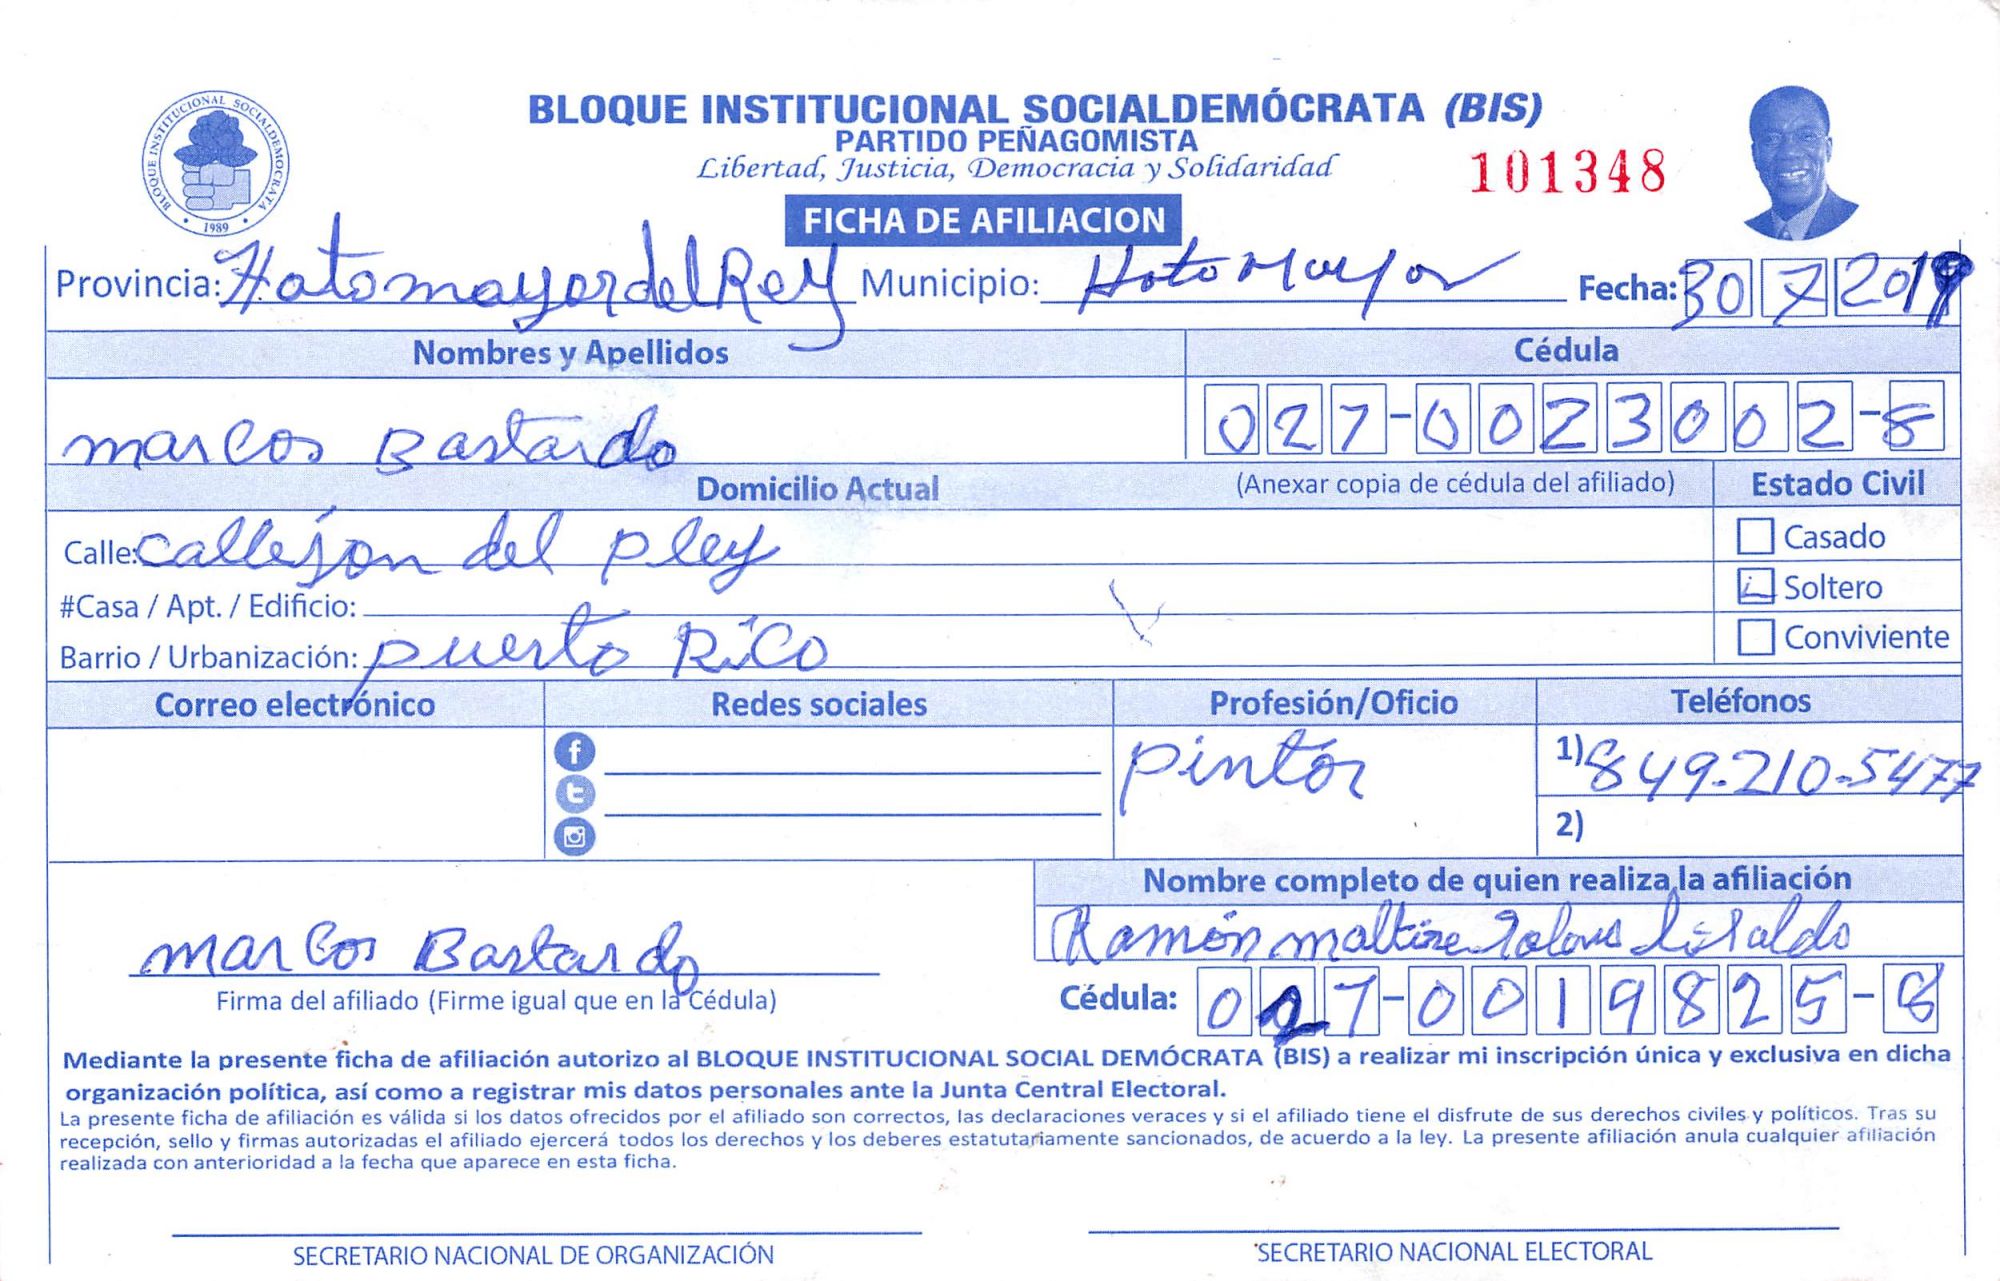 BLOQUE INSTITUCIONAL SOCIALDEMÓCRATA (BIS)
PARTIDO PEÑAGOMISTA
Libertad, Justicia, Democracia y Solidaridad
101348
BLOQUE INSTITUCIONAL SOCIALDEMOCRATA
1989
FICHA DE AFILIACION
Provincia: Hato mayor del Rey Municipio: Hato Mayor Fecha: 30 7 2019
Nombres y Apellidos Cédula
marcos Bastardo 027-0023002-8
Domicilio Actual (Anexar copia de cédula del afiliado) Estado Civil
Calle: callejon del pley Casado
#Casa / Apt. / Edificio: Soltero
Barrio / Urbanización: puerto Rico Conviviente
Correo electrónico Redes sociales Profesión/Oficio Teléfonos
pintor 1) 849-210-5477
2)
Nombre completo de quien realiza la afiliación
Ramón
marcos Bastardo
Firma del afiliado (Firme igual que en la Cédula) Cédula: 027-0019825-8
Mediante la presente ficha de afiliación autorizo al BLOQUE INSTITUCIONAL SOCIAL DEMÓCRATA (BIS) a realizar mi inscripción única y exclusiva en dicha
organización política, así como a registrar mis datos personales ante la Junta Central Electoral.
La presente ficha de afiliación es válida si los datos ofrecidos por el afiliado son correctos, las declaraciones veraces y si el afiliado tiene el disfrute de sus derechos civiles y políticos. Tras su
recepción, sello y firmas autorizadas el afiliado ejercerá todos los derechos y los deberes estatutariamente sancionados, de acuerdo a la ley. La presente afiliación anula cualquier afiliación
realizada con anterioridad a la fecha que aparece en esta ficha.
SECRETARIO NACIONAL DE ORGANIZACIÓN SECRETARIO NACIONAL ELECTORAL